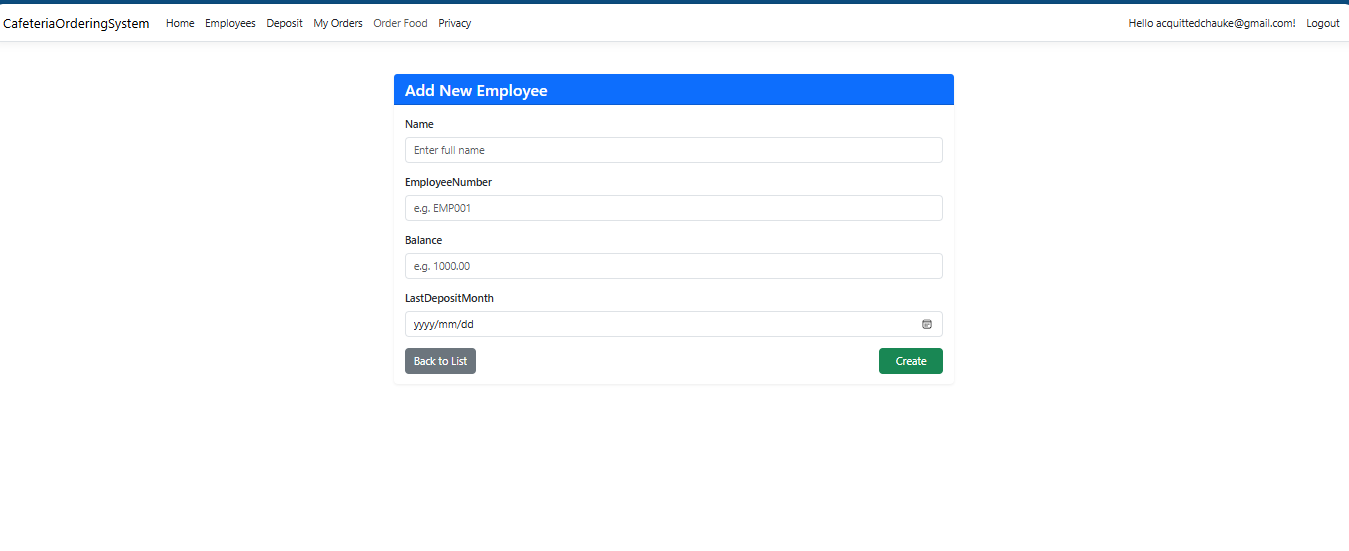 CafeteriaOrderingSystem Home Employees Deposit My Orders Order Food Privacy Hello acquittedchauke@gmail.com! Logout
Add New Employee
Name
Enter full name
EmployeeNumber
e.g. EMP001
Balance
e.g. 1000.00
LastDepositMonth
yyyy/mm/dd
Back to List Create